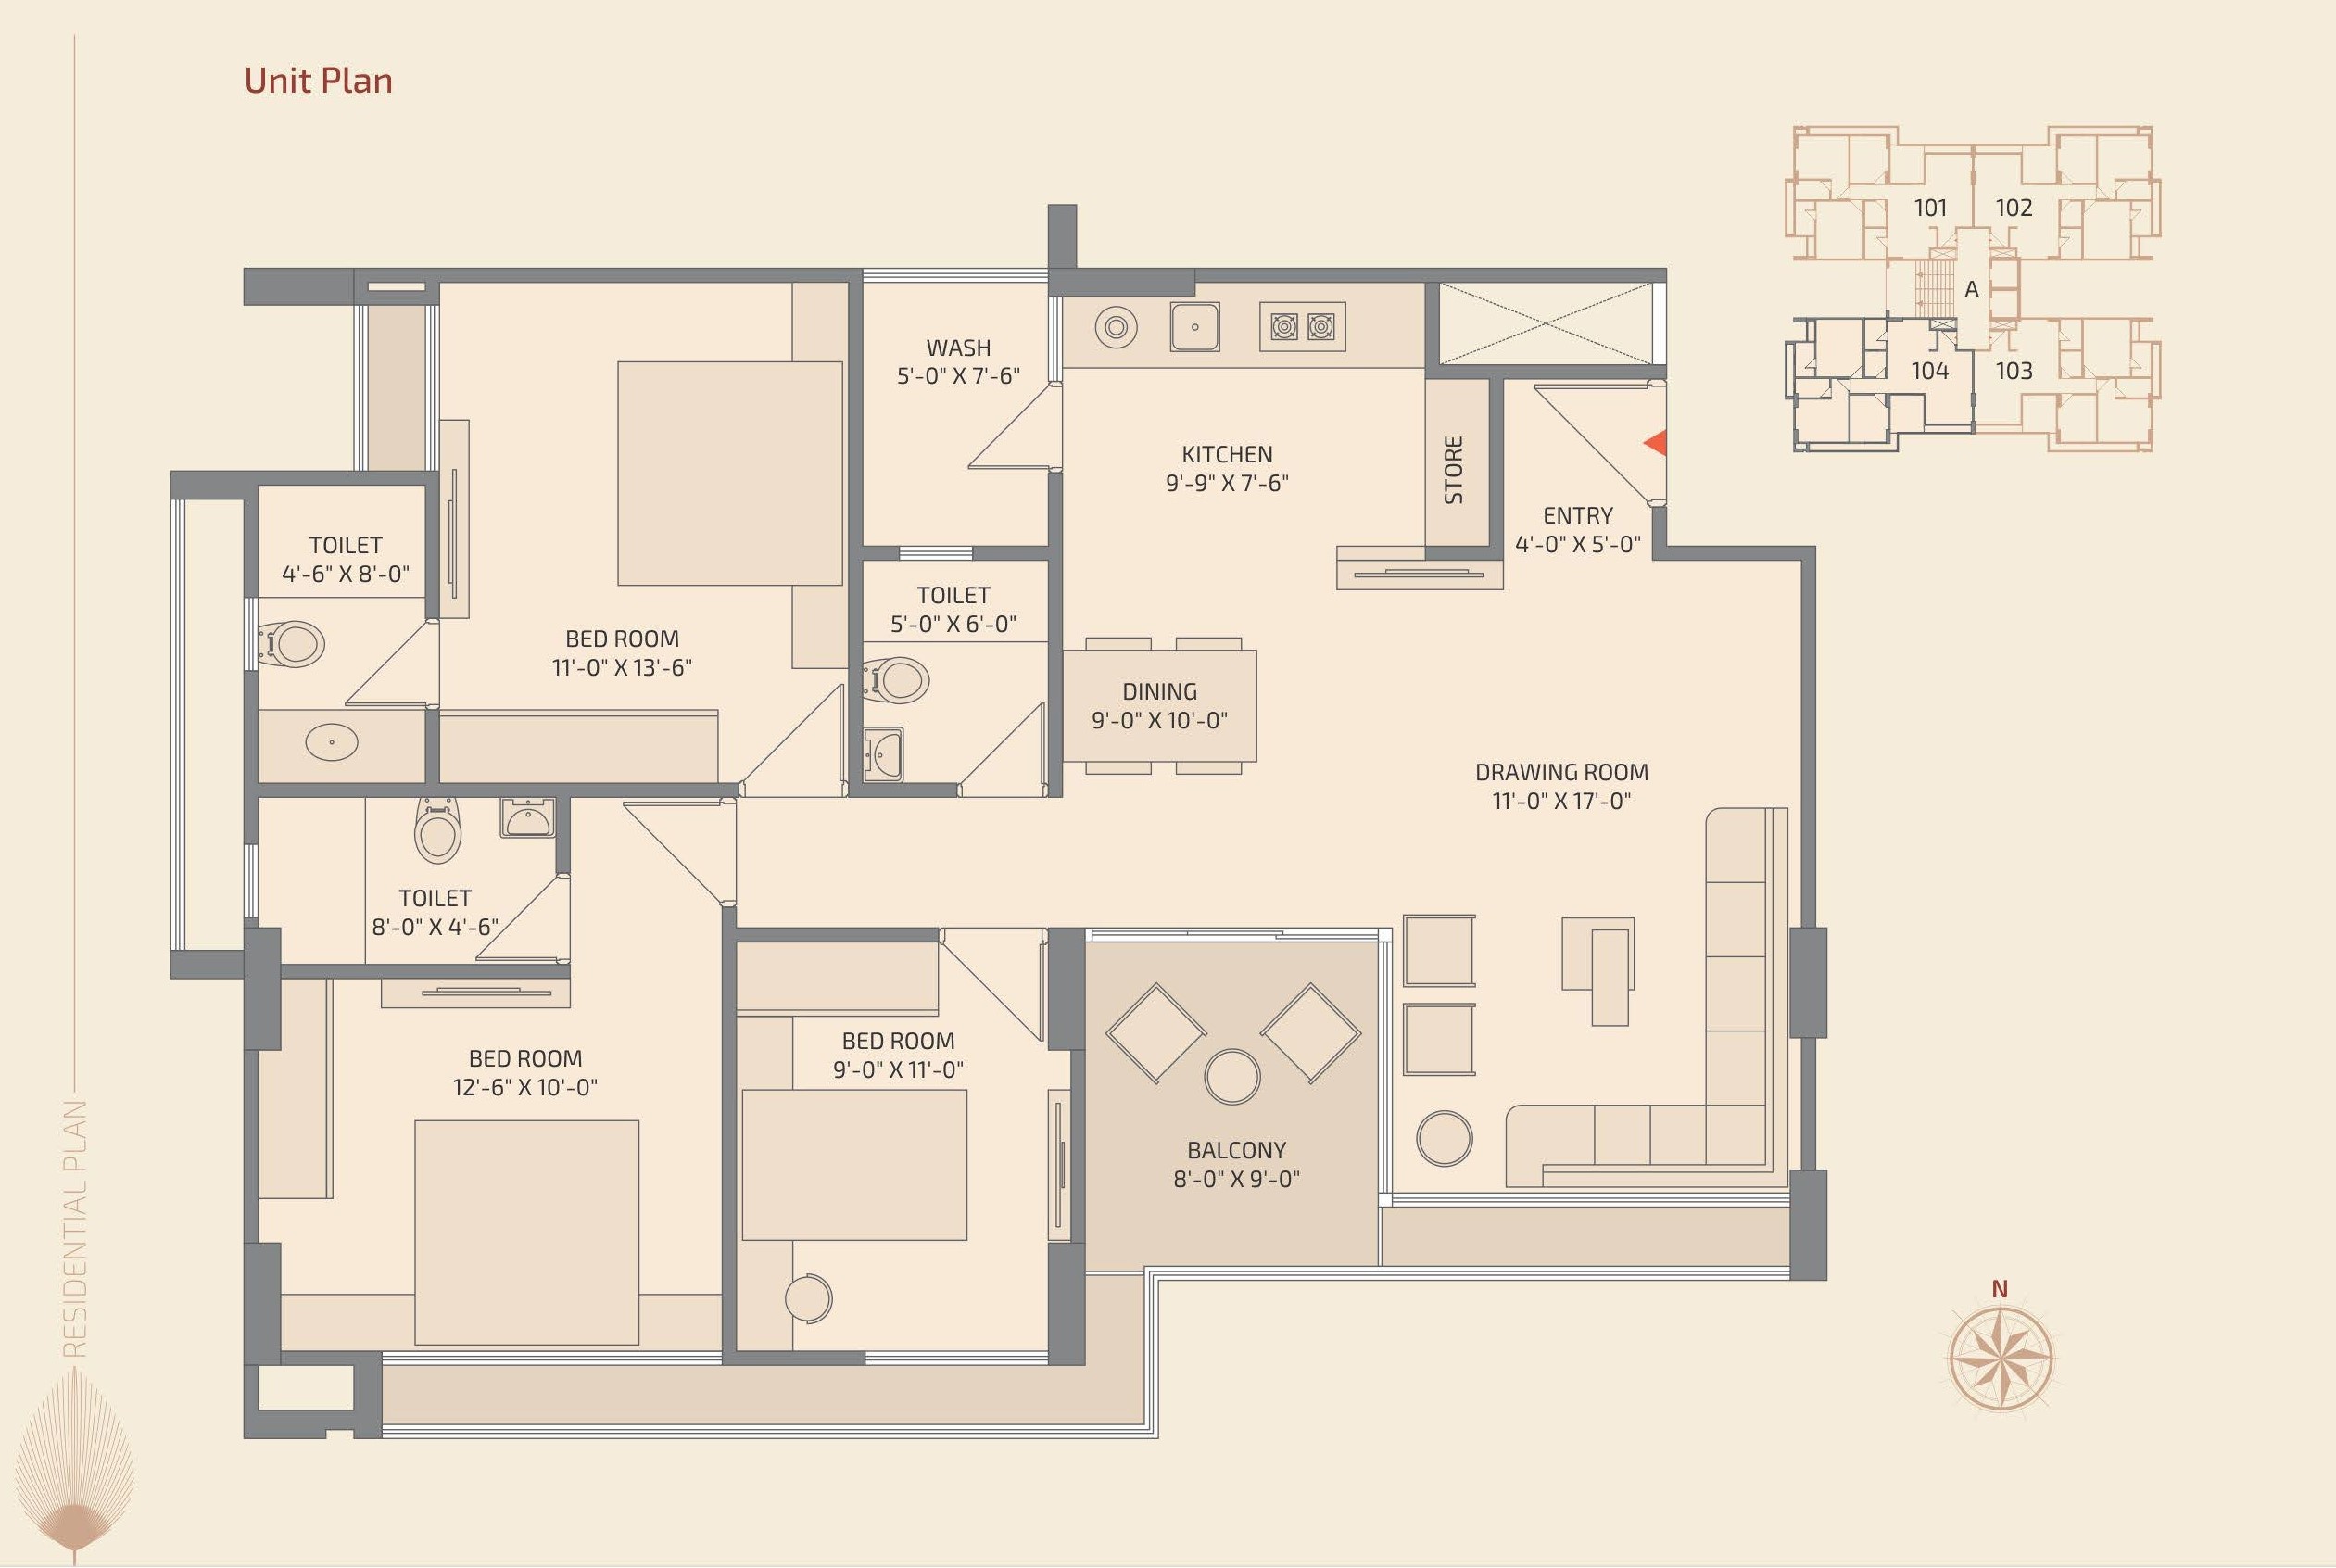 Unit Plan
101
102
A
104
103
WASH
5'-0" X 7'-6"
KITCHEN
9'-9" X 7'-6"
STORE
ENTRY
4'-0" X 5'-0"
TOILET
4'-6" X 8'-0"
BED ROOM
11'-0" X 13'-6"
TOILET
5'-0" X 6'-0"
DINING
9'-0" X 10'-0"
DRAWING ROOM
11'-0" X 17'-0"
TOILET
8'-0" X 4'-6"
BED ROOM
12'-6" X 10'-0"
BED ROOM
9'-0" X 11'-0"
BALCONY
8'-0" X 9'-0"
RESIDENTIAL PLAN
N